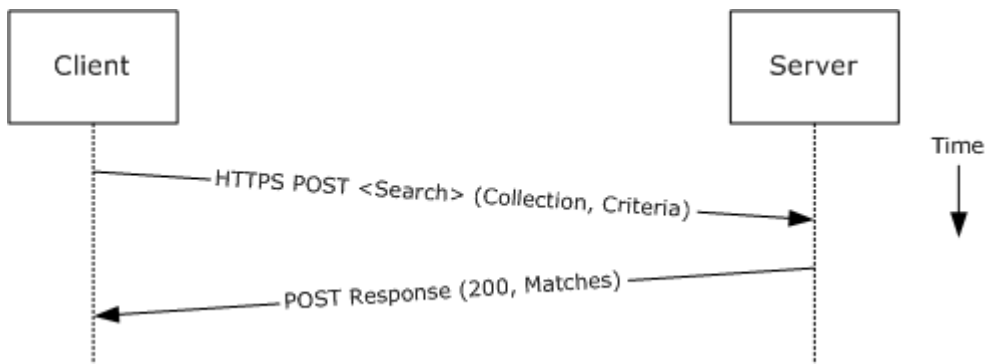 Client
Server
Time
HTTPS POST <Search> (Collection, Criteria)
POST Response (200, Matches)